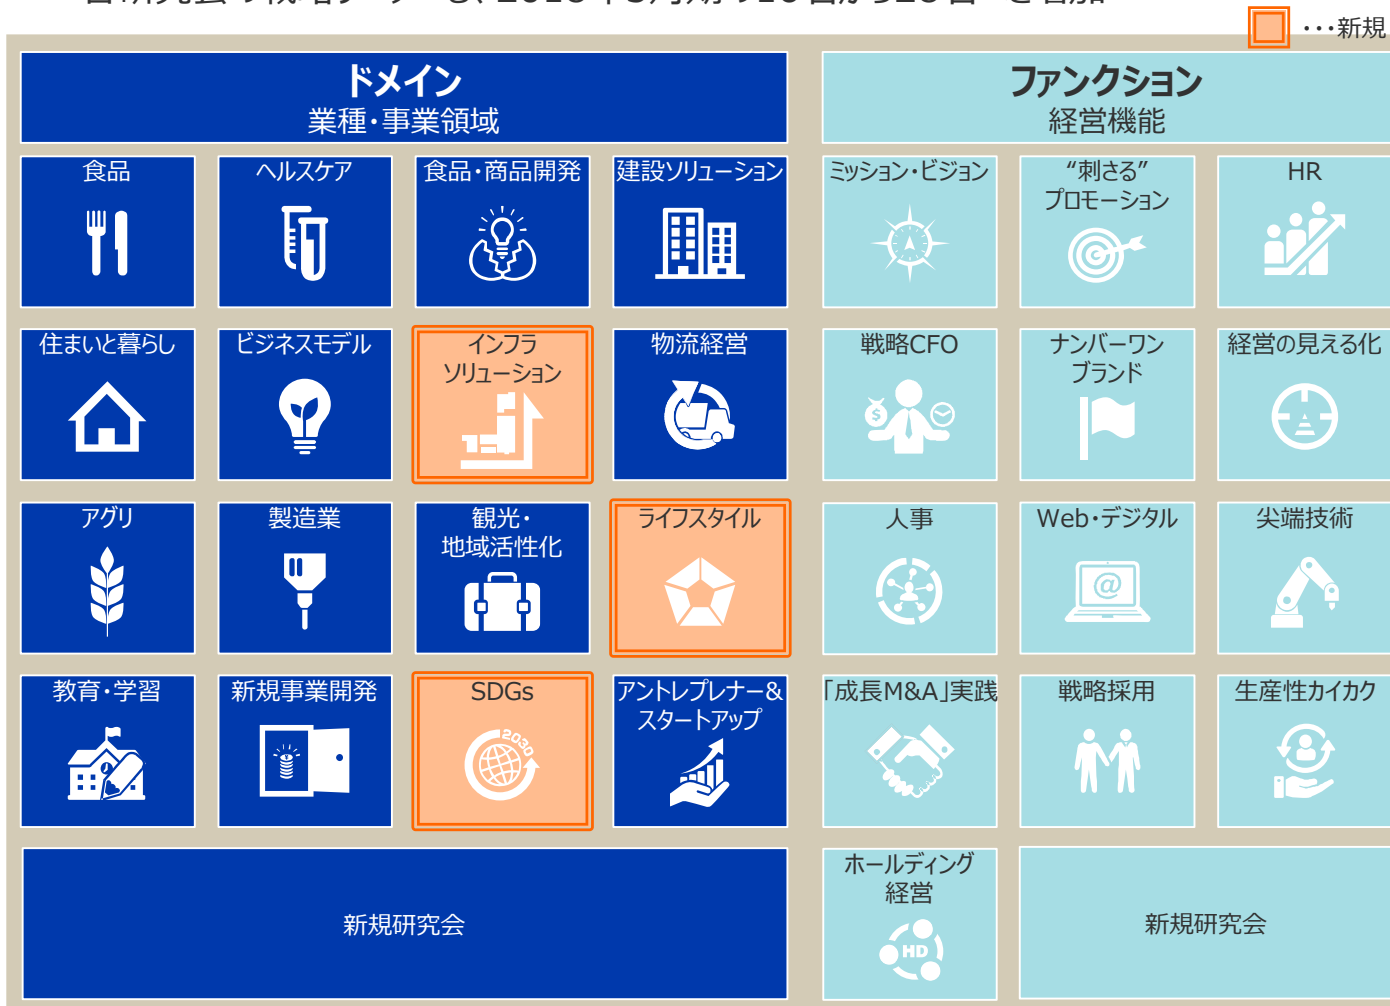 ・・・新規
ドメイン
業種・事業領域
ファンクション
経営機能
食品
ヘルスケア
食品・商品開発
建設ソリューション
ミッション・ビジョン
“刺さる”
プロモーション
HR
住まいと暮らし
ビジネスモデル
インフラ
ソリューション
物流経営
戦略CFO
$
ナンバーワン
ブランド
経営の見える化
アグリ
製造業
観光・
地域活性化
ライフスタイル
人事
Web・デジタル
@
尖端技術
教育・学習
新規事業開発
SDGs
2030
アントレプレナー&
スタートアップ
「成長M&A」実践
戦略採用
生産性カイカク
新規研究会
ホールディング
経営
HD
新規研究会